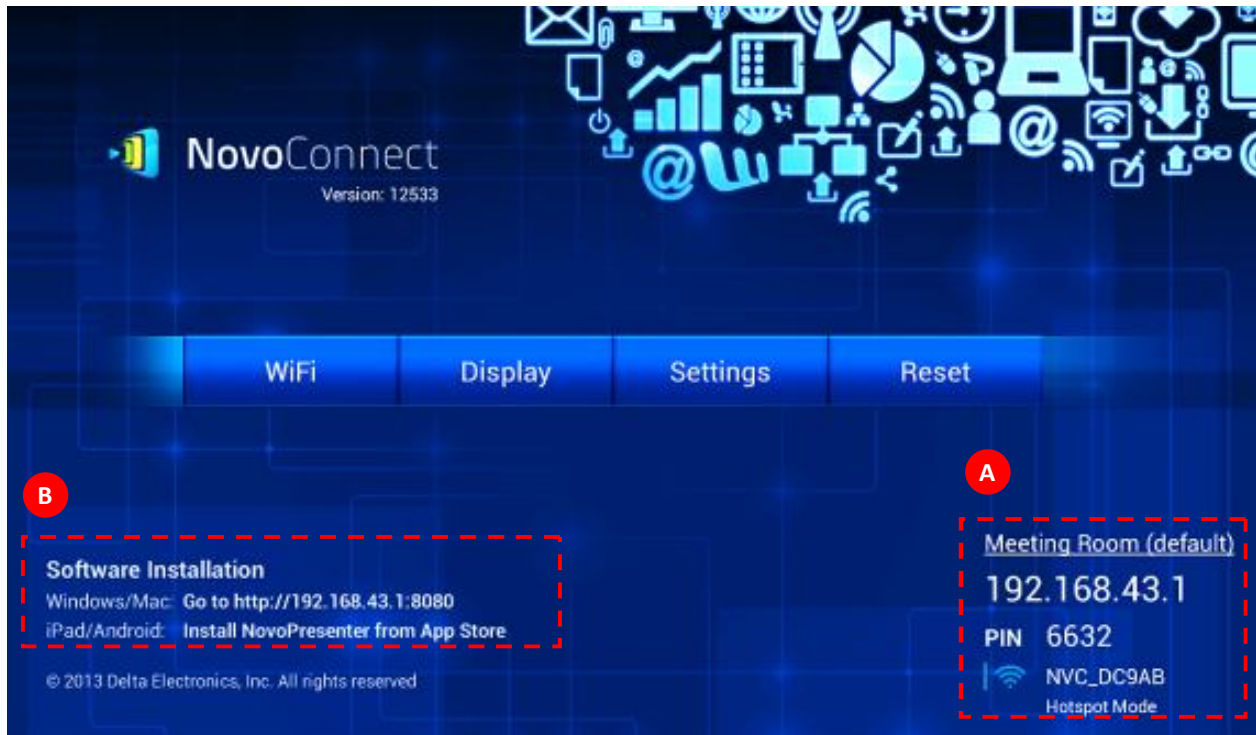 NovoConnect
Version: 12533
WiFi Display Settings Reset
B
Software Installation
Windows/Mac: Go to http://192.168.43.1:8080
iPad/Android: Install NovoPresenter from App Store
© 2013 Delta Electronics, Inc. All rights reserved
A
Meeting Room (default)
192.168.43.1
PIN 6632
NVC_DC9AB
Hotspot Mode